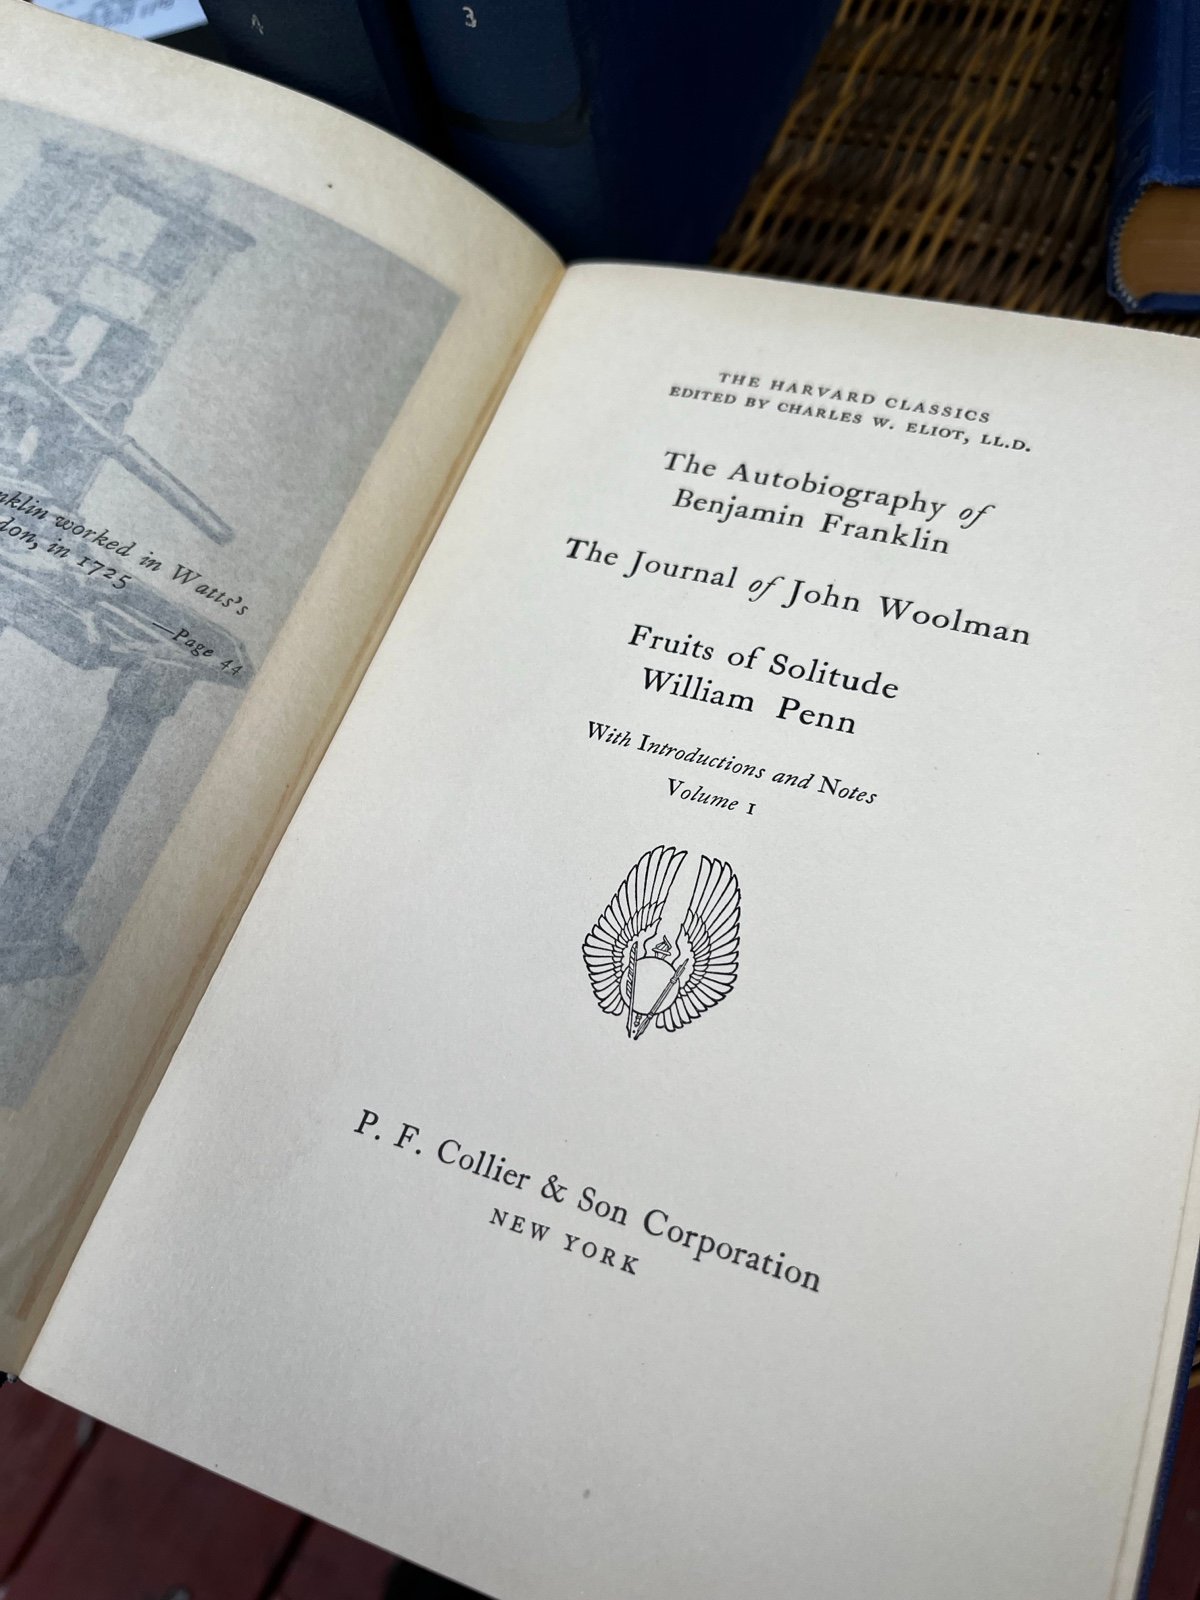 3
nklin worked in Watts's
don, in 1725
—Page 44
THE HARVARD CLASSICS
EDITED BY CHARLES W. ELIOT, LL.D.
The Autobiography of
Benjamin Franklin
The Journal of John Woolman
Fruits of Solitude
William Penn
With Introductions and Notes
Volume 1
P. F. Collier & Son Corporation
NEW YORK